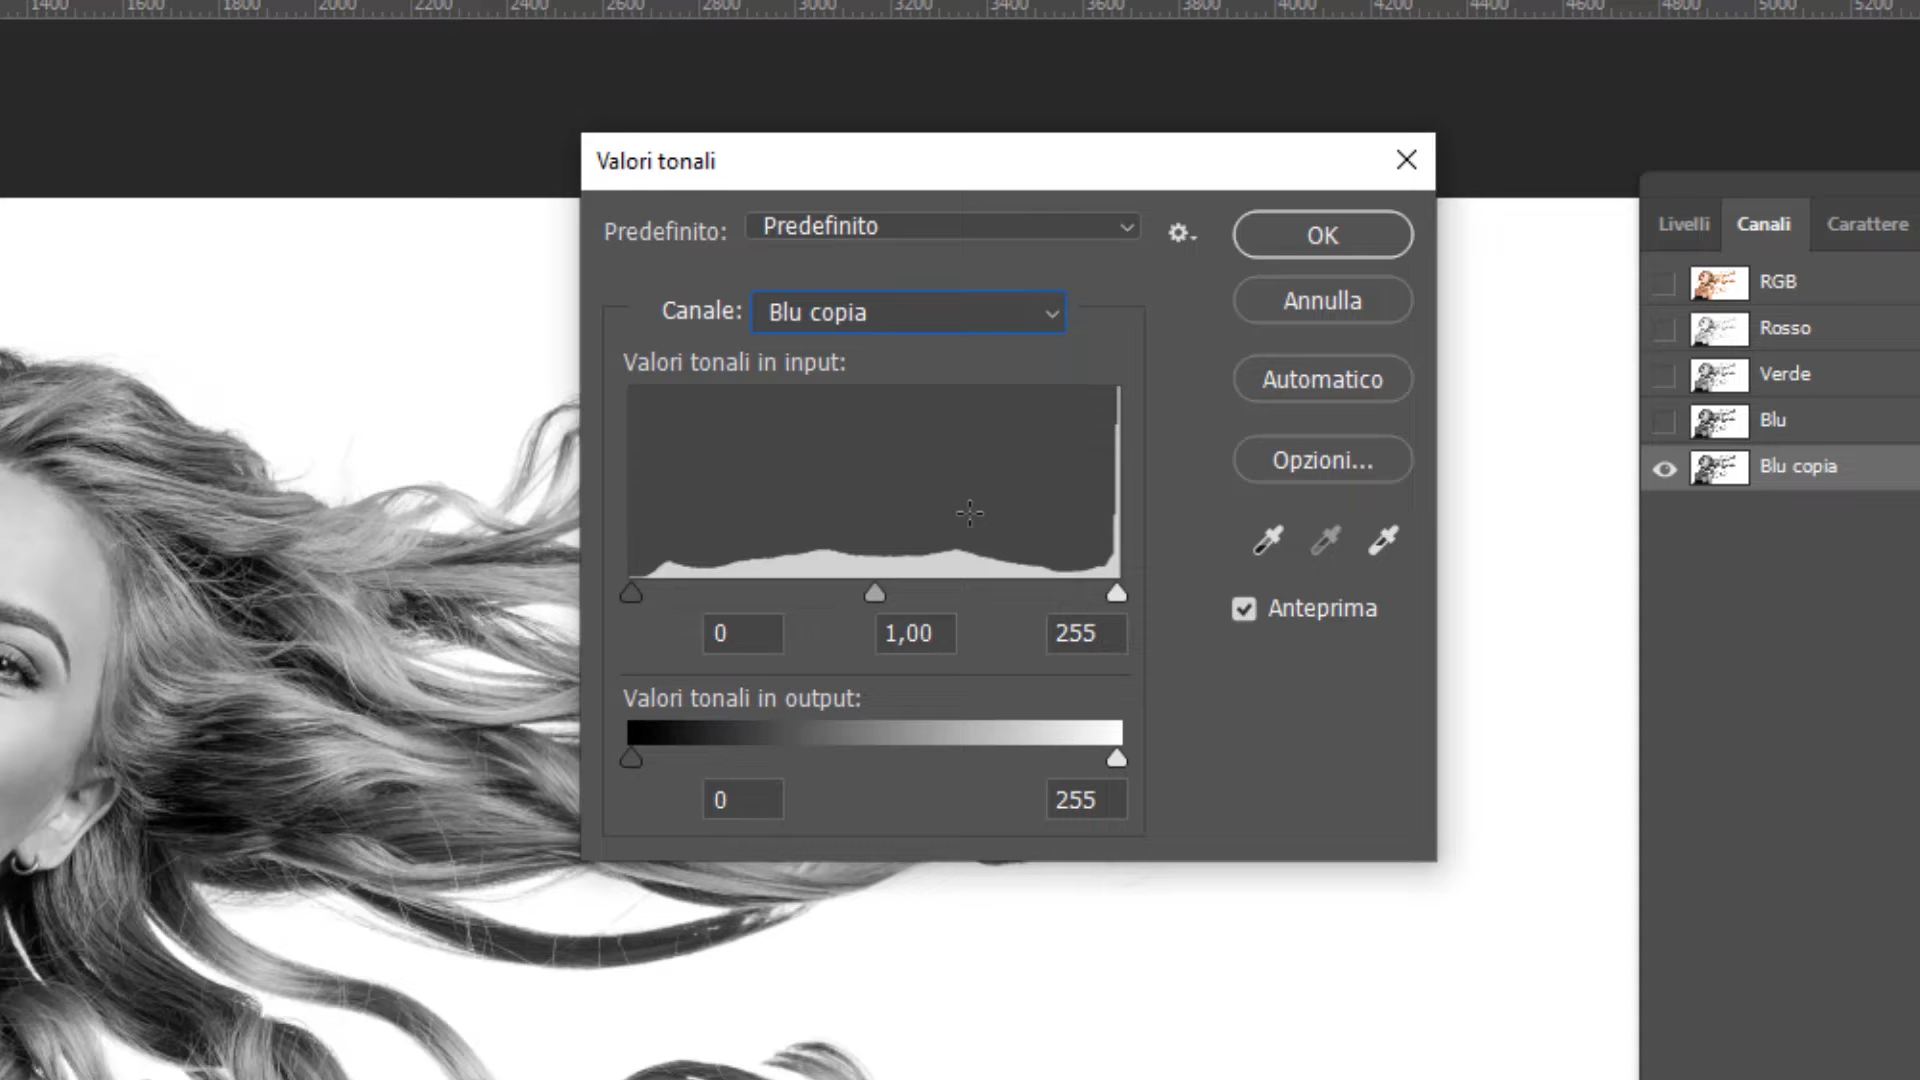 1400 1600 1800 2000 2200 2400 2600 2800 3000 3200 3400 3600 3800 4000 4200 4400 4600 4800 5000 5200
Valori tonali
Predefinito: Predefinito
OK
Canale: Blu copia
Annulla
Valori tonali in input:
Automatico
Opzioni...
Anteprima
0 1,00 255
Valori tonali in output:
0 255
Livelli Canali Carattere
RGB
Rosso
Verde
Blu
Blu copia